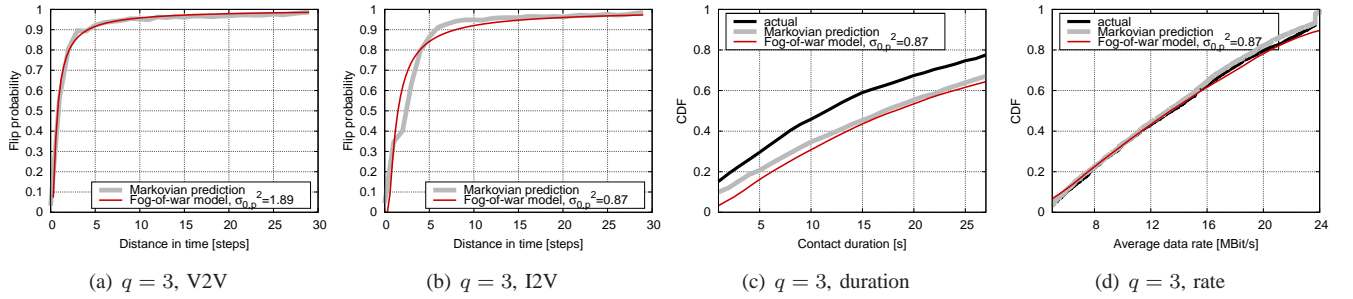 Flip probability
1
0.9
0.8
0.7
0.6
0.5
0.4
0.3
0.2
0.1
0
Markovian prediction
Fog-of-war model, σ0,p²=1.89
0 5 10 15 20 25 30
Distance in time [steps]
(a) q = 3, V2V
Flip probability
1
0.9
0.8
0.7
0.6
0.5
0.4
0.3
0.2
0.1
0
Markovian prediction
Fog-of-war model, σ0,p²=0.87
0 5 10 15 20 25 30
Distance in time [steps]
(b) q = 3, I2V
CDF
1
0.8
0.6
0.4
0.2
0
actual
Markovian prediction
Fog-of-war model, σ0,p²=0.87
5 10 15 20 25
Contact duration [s]
(c) q = 3, duration
CDF
1
0.8
0.6
0.4
0.2
0
actual
Markovian prediction
Fog-of-war model, σ0,p²=0.87
8 12 16 20 24
Average data rate [MBit/s]
(d) q = 3, rate